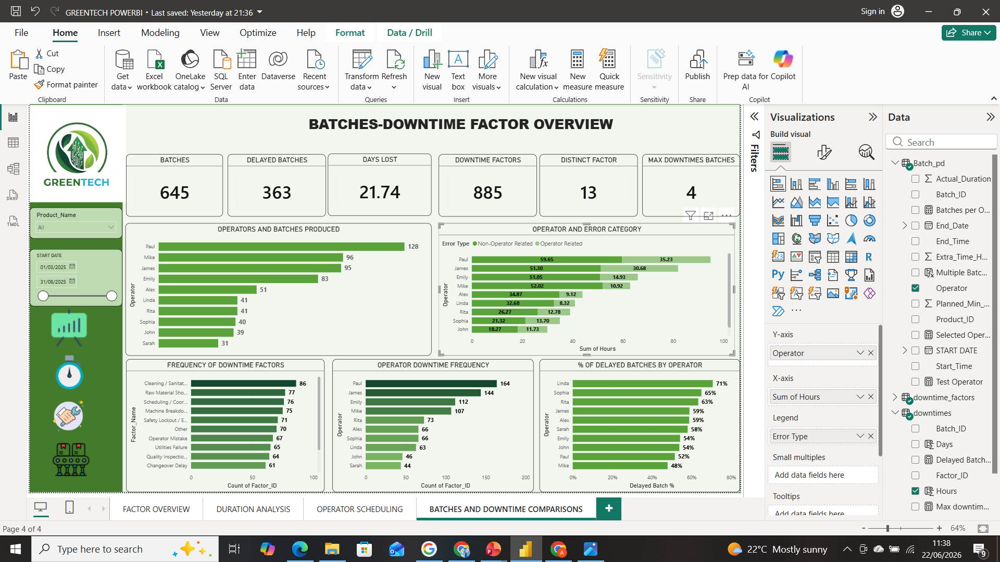 GREENTECH POWERBI • Last saved: Yesterday at 21:36
Sign in
File Home Insert Modeling View Optimize Help Format Data / Drill
Share
Paste
Cut
Copy
Format painter
Clipboard
Get data
Excel workbook
OneLake catalog
SQL Server
Enter data
Dataverse
Recent sources
Data
Transform data
Refresh
Queries
New visual
Text box
More visuals
Insert
New visual calculation
New measure
Quick measure
Calculations
Sensitivity
Sensitivity
Publish
Share
Prep data for AI
Copilot
Copilot
DAX
TMDL
GREENTECH
BATCHES-DOWNTIME FACTOR OVERVIEW
BATCHES
645
DELAYED BATCHES
363
DAYS LOST
21.74
DOWNTIME FACTORS
885
DISTINCT FACTOR
13
MAX DOWNTIMES BATCHES
4
Product_Name
All
START DATE
01/03/2025
31/08/2025
OPERATORS AND BATCHES PRODUCED
Operator
Paul 128
Mike 96
James 95
Emily 83
Alex 51
Linda 41
Rita 41
Sophia 40
John 39
Sarah 31
OPERATOR AND ERROR CATEGORY
Error Type Non-Operator Related Operator Related
Operator
Paul 59.65 35.23
James 51.30 30.68
Emily 51.05 14.93
Mike 52.02 10.92
Alex 34.87 9.12
Linda 32.68 8.32
Rita 26.27 12.78
Sophia 21.32 13.70
John 18.27 11.73
0 20 40 60 80 100
Sum of Hours
FREQUENCY OF DOWNTIME FACTORS
Factor_Name
Cleaning / Sanitat... 86
Raw Material Sho... 77
Scheduling / Coor... 76
Machine Breakdo... 75
Safety Lockout / E... 71
Other 70
Operator Mistake 67
Utilities Failure 65
Quality Inspectio... 64
Changeover Delay 61
0 50 100
Count of Factor_ID
OPERATOR DOWNTIME FREQUENCY
Operator
Paul 164
James 144
Emily 112
Mike 107
Rita 73
Alex 66
Sophia 66
Linda 63
John 46
Sarah 44
0 50 100 150 200
Count of Factor_ID
% OF DELAYED BATCHES BY OPERATOR
Operator
Linda 71%
Sophia 65%
Rita 63%
James 59%
Alex 59%
Sarah 58%
Emily 54%
John 54%
Paul 52%
Mike 48%
0% 20% 40% 60% 80%
Delayed Batch %
Filters
Visualizations
Build visual
123
R
Py
Y-axis
Operator
X-axis
Sum of Hours
Legend
Error Type
Small multiples
Add data fields here
Tooltips
Add data fields here
Data
Search
Batch_pd
Actual_Duration
Batch_ID
Batches per O...
End_Date
End_Time
Extra_Time_H...
Multiple Batc...
Operator
Planned_Min_...
Product_ID
Selected Oper...
START DATE
Start_Time
Test Operator
downtime_factors
downtimes
Batch_ID
Days
Delayed Batch...
Factor_ID
Hours
Max downtim...
FACTOR OVERVIEW DURATION ANALYSIS OPERATOR SCHEDULING BATCHES AND DOWNTIME COMPARISONS +
Page 4 of 4
- + 64%
Type here to search
22°C Mostly sunny
11:38
22/06/2026
9